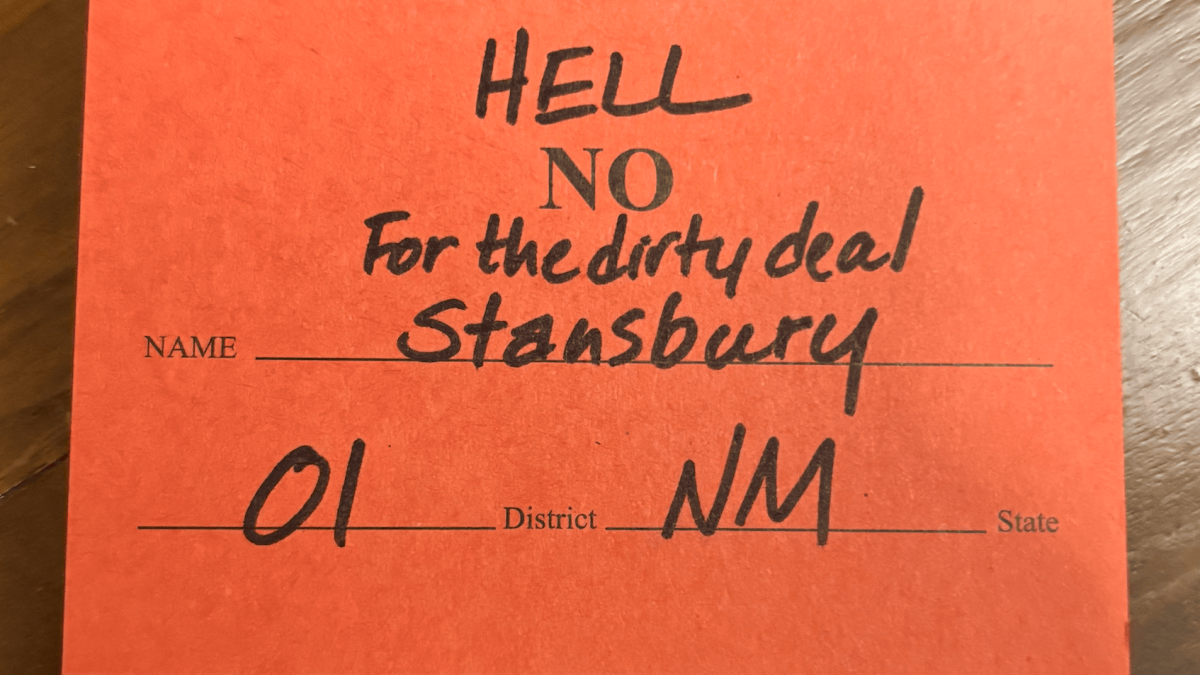 HELL
NO
For the dirty deal
NAME Stansbury
01 District NM State